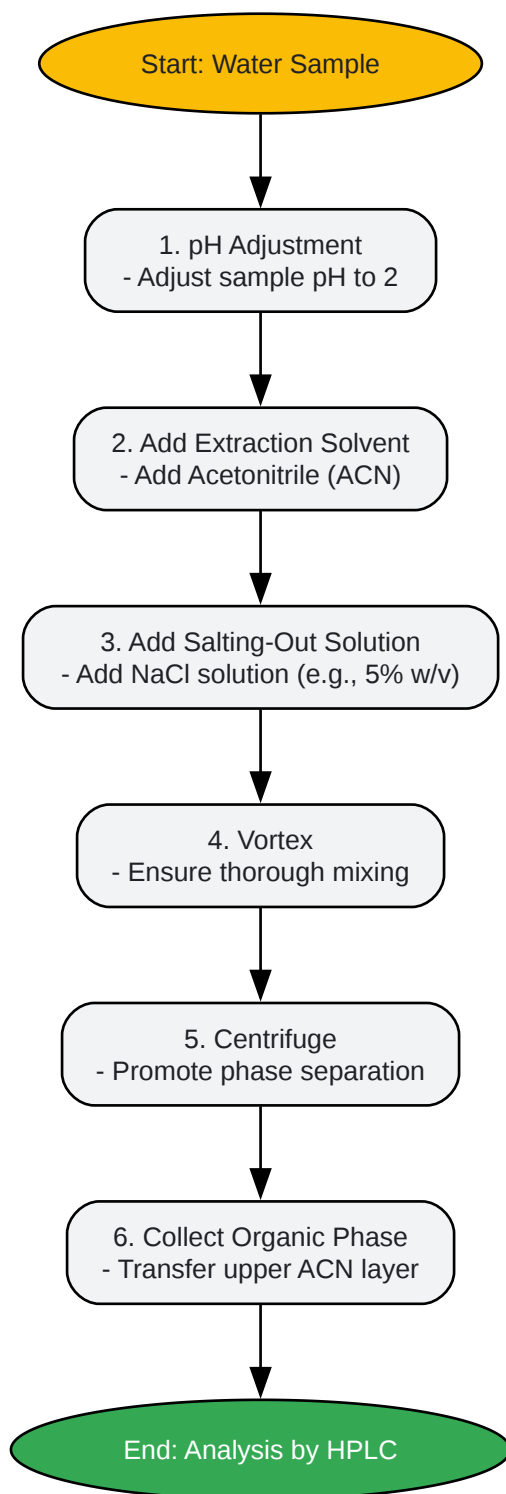 Start: Water Sample
1. pH Adjustment
- Adjust sample pH to 2
2. Add Extraction Solvent
- Add Acetonitrile (ACN)
3. Add Salting-Out Solution
- Add NaCl solution (e.g., 5% w/v)
4. Vortex
- Ensure thorough mixing
5. Centrifuge
- Promote phase separation
6. Collect Organic Phase
- Transfer upper ACN layer
End: Analysis by HPLC